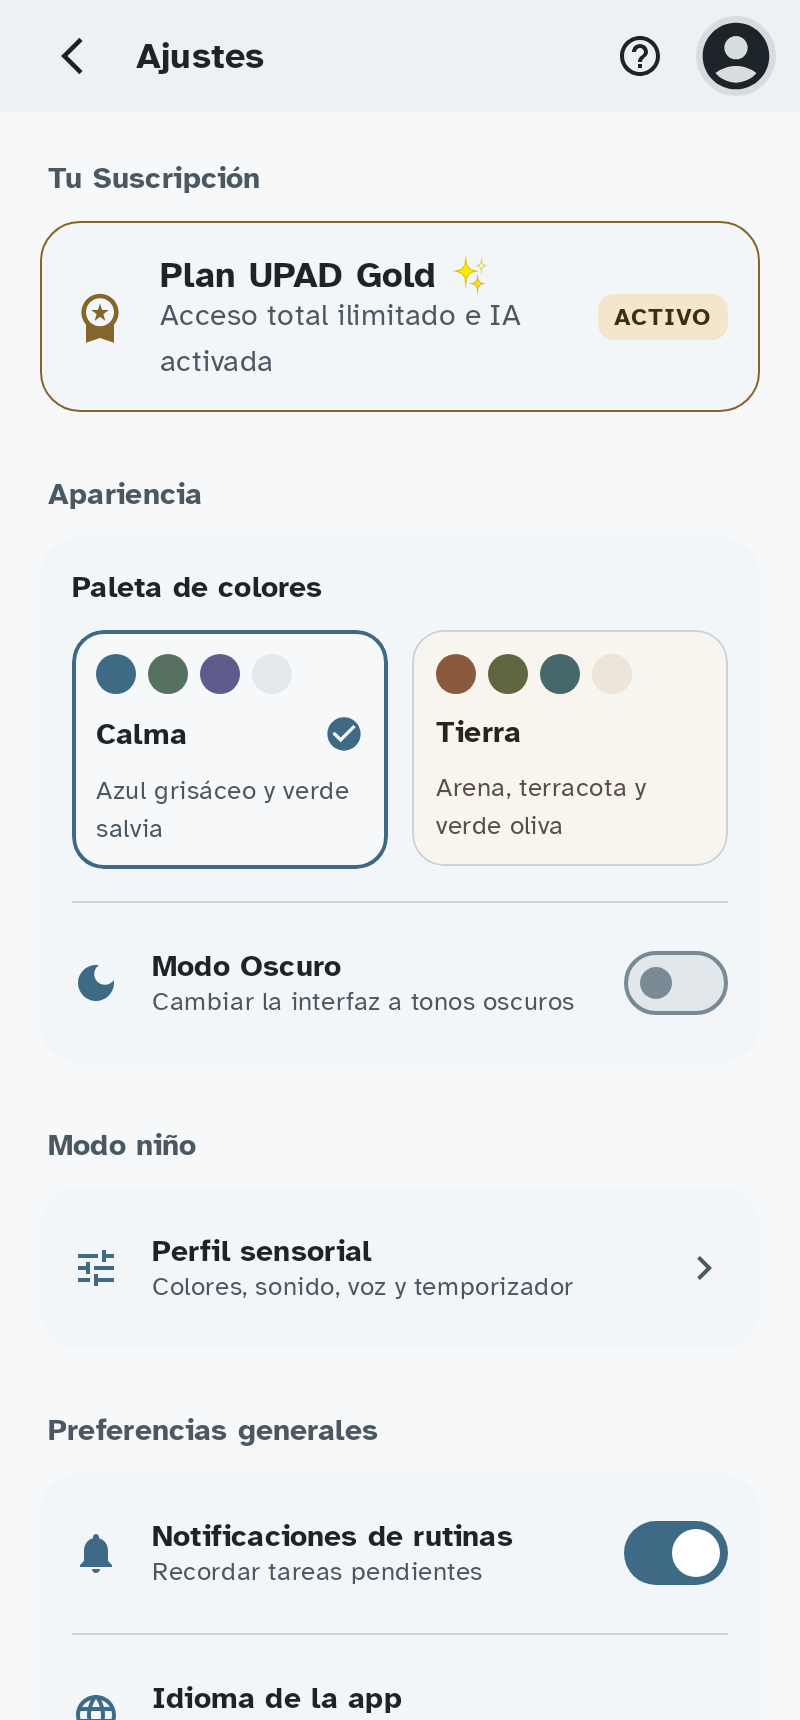 Ajustes
Tu Suscripción
Plan UPAD Gold ✨
Acceso total ilimitado e IA
activada
ACTIVO
Apariencia
Paleta de colores
Calma
Azul grisáceo y verde
salvia
Tierra
Arena, terracota y
verde oliva
Modo Oscuro
Cambiar la interfaz a tonos oscuros
Modo niño
Perfil sensorial
Colores, sonido, voz y temporizador
Preferencias generales
Notificaciones de rutinas
Recordar tareas pendientes
Idioma de la app